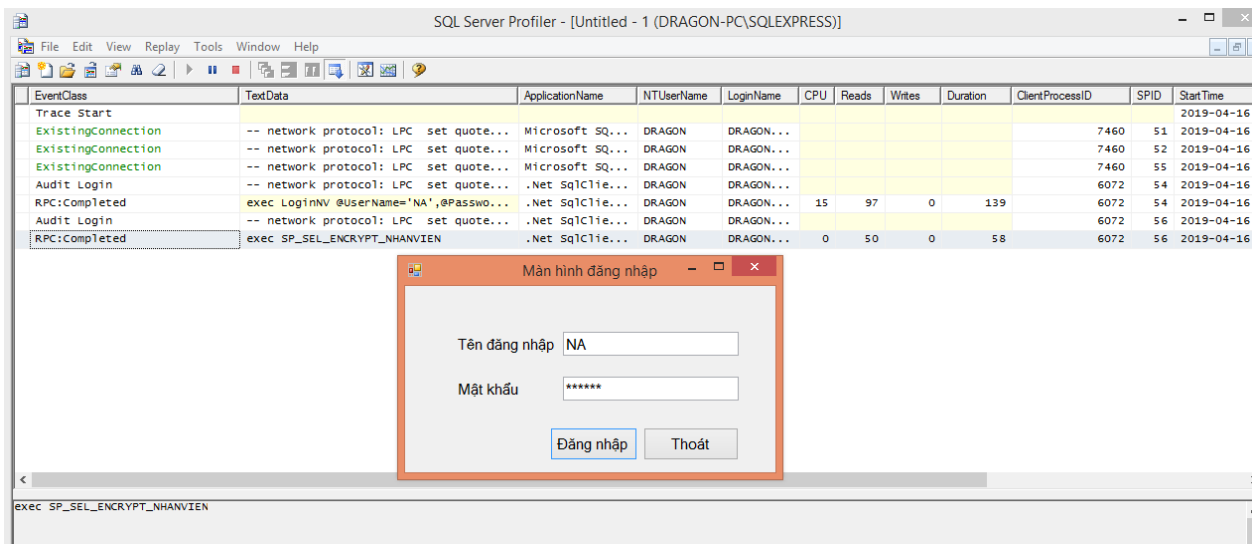 SQL Server Profiler - [Untitled - 1 (DRAGON-PC\SQLEXPRESS)]
File Edit View Replay Tools Window Help
EventClass TextData ApplicationName NTUserName LoginName CPU Reads Writes Duration ClientProcessID SPID StartTime
Trace Start 2019-04-16
ExistingConnection -- network protocol: LPC set quote... Microsoft SQ... DRAGON DRAGON... 7460 51 2019-04-16
ExistingConnection -- network protocol: LPC set quote... Microsoft SQ... DRAGON DRAGON... 7460 52 2019-04-16
ExistingConnection -- network protocol: LPC set quote... Microsoft SQ... DRAGON DRAGON... 7460 55 2019-04-16
Audit Login -- network protocol: LPC set quote... .Net SqlClie... DRAGON DRAGON... 6072 54 2019-04-16
RPC:Completed exec LoginNV @UserName='NA',@Passwo... .Net SqlClie... DRAGON DRAGON... 15 97 0 139 6072 54 2019-04-16
Audit Login -- network protocol: LPC set quote... .Net SqlClie... DRAGON DRAGON... 6072 56 2019-04-16
RPC:Completed exec SP_SEL_ENCRYPT_NHANVIEN .Net SqlClie... DRAGON DRAGON... 0 50 0 58 6072 56 2019-04-16
Màn hình đăng nhập
Tên đăng nhập NA
Mật khẩu ******
Đăng nhập Thoát
exec SP_SEL_ENCRYPT_NHANVIEN